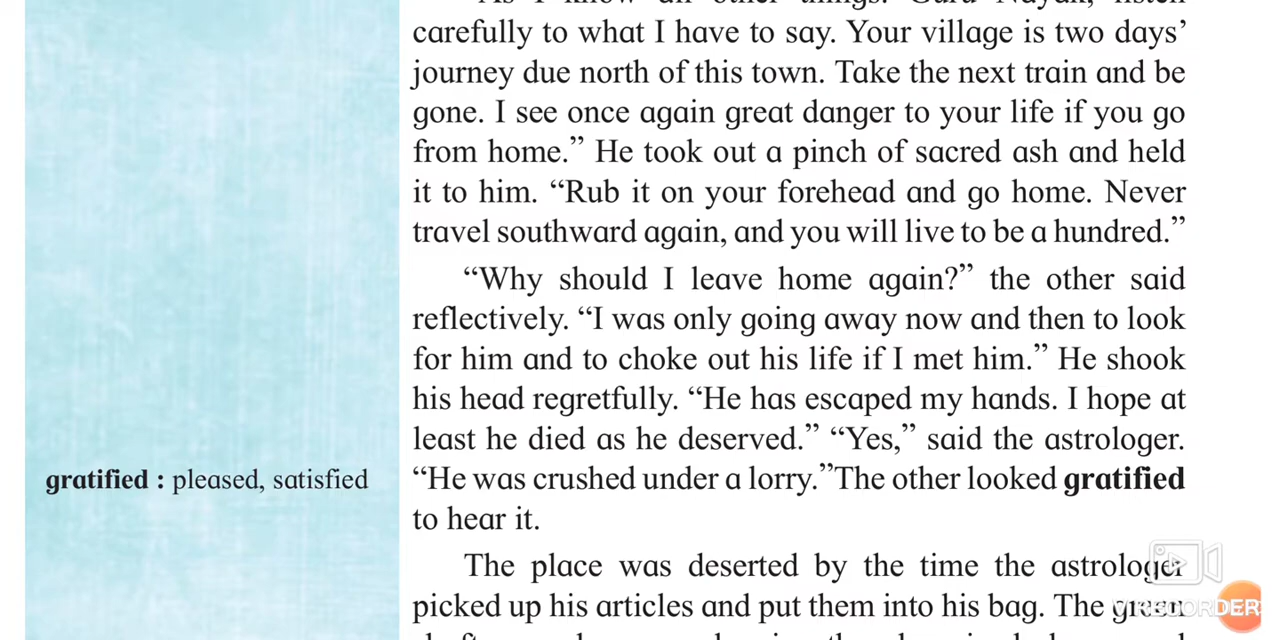 carefully to what I have to say. Your village is two days’
journey due north of this town. Take the next train and be
gone. I see once again great danger to your life if you go
from home.” He took out a pinch of sacred ash and held
it to him. “Rub it on your forehead and go home. Never
travel southward again, and you will live to be a hundred.”
“Why should I leave home again?” the other said
reflectively. “I was only going away now and then to look
for him and to choke out his life if I met him.” He shook
his head regretfully. “He has escaped my hands. I hope at
least he died as he deserved.” “Yes,” said the astrologer.
gratified : pleased, satisfied
“He was crushed under a lorry.”The other looked gratified
to hear it.
The place was deserted by the time the astrologer
picked up his articles and put them into his bag. The green